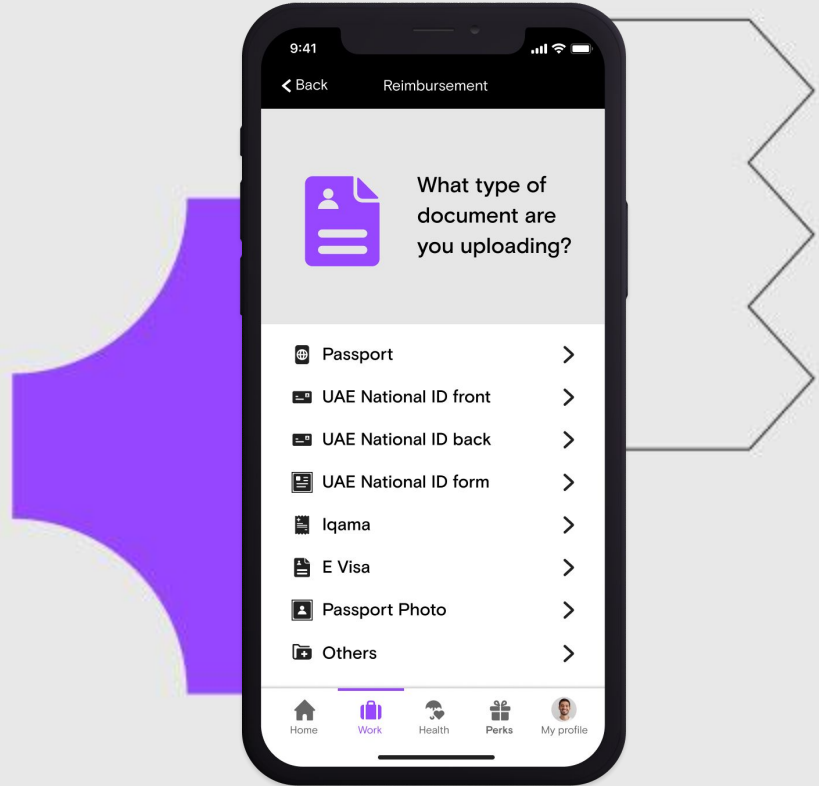 9:41
Back
Reimbursement
What type of
document are
you uploading?
Passport
UAE National ID front
UAE National ID back
UAE National ID form
Iqama
E Visa
Passport Photo
Others
Home
Work
Health
Perks
My profile